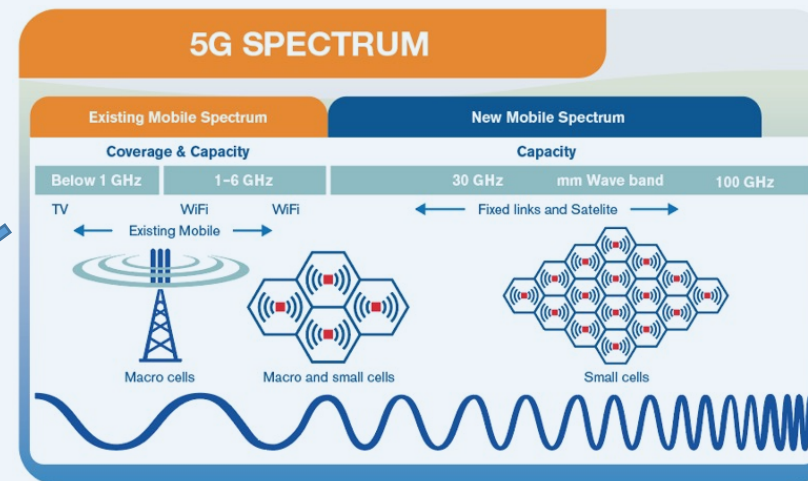 5G SPECTRUM
Existing Mobile Spectrum
New Mobile Spectrum
Coverage & Capacity
Capacity
Below 1 GHz
1–6 GHz
30 GHz
mm Wave band
100 GHz
TV
WiFi
WiFi
Fixed links and Satelite
Existing Mobile
Macro cells
Macro and small cells
Small cells